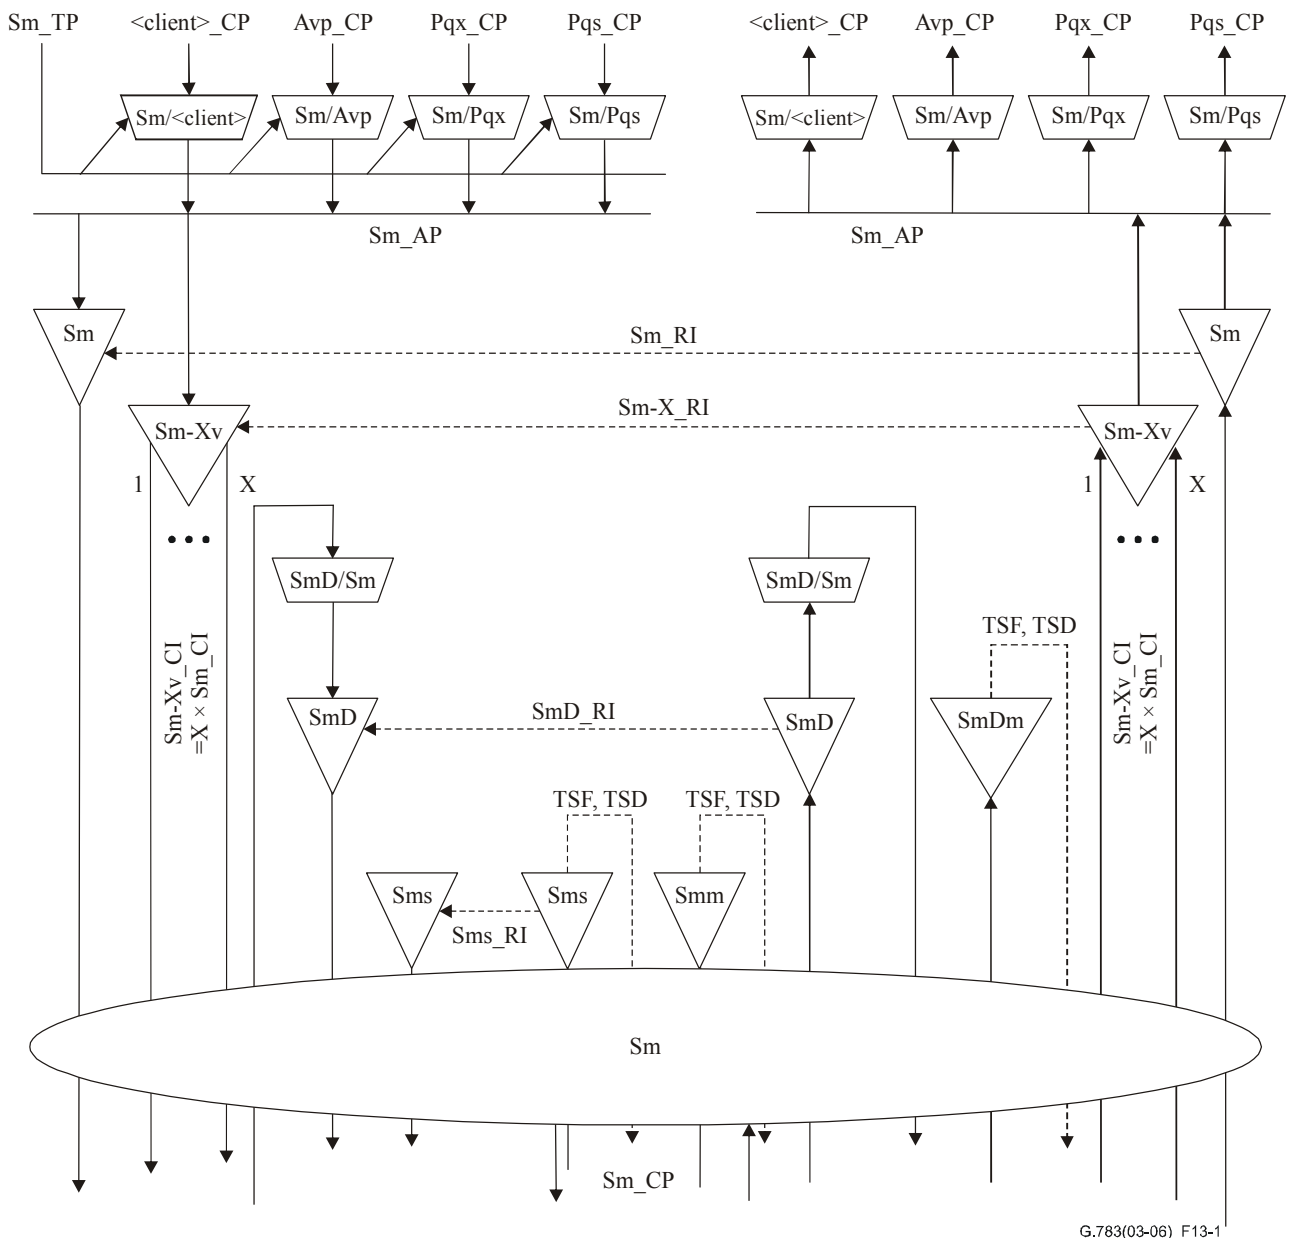 Sm_TP <client>_CP Avp_CP Pqx_CP Pqs_CP <client>_CP Avp_CP Pqx_CP Pqs_CP
Sm/<client> Sm/Avp Sm/Pqx Sm/Pqs Sm/<client> Sm/Avp Sm/Pqx Sm/Pqs
Sm_AP Sm_AP
Sm Sm_RI Sm
Sm-Xv Sm-X_RI Sm-Xv
1 X 1 X
••• •••
SmD/Sm SmD/Sm
Sm-Xv_CI
=X × Sm_CI
TSF, TSD
Sm-Xv_CI
=X × Sm_CI
SmD SmD_RI SmD SmDm
TSF, TSD TSF, TSD
Sms Sms Smm
Sms_RI
Sm
Sm_CP
G.783(03-06)_F13-1